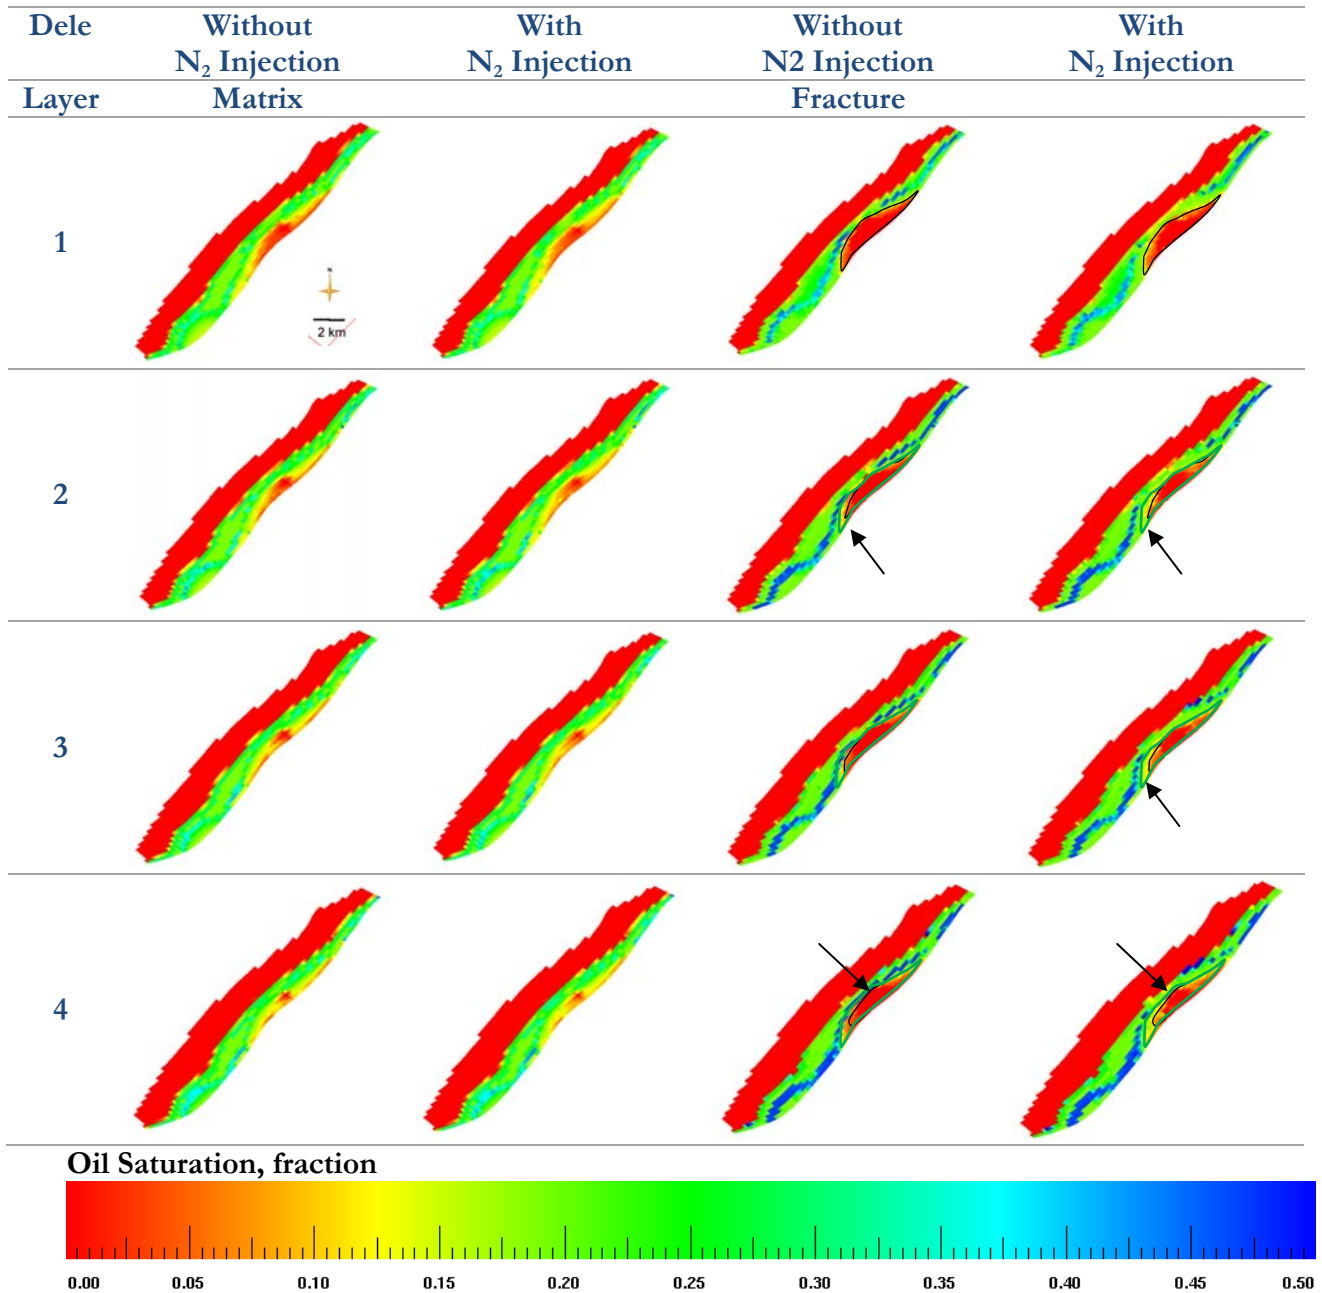 Dele Without With Without With
N₂ Injection N₂ Injection N2 Injection N₂ Injection
Layer Matrix Fracture
1
N
2 km
2
3
4
Oil Saturation, fraction
0.00 0.05 0.10 0.15 0.20 0.25 0.30 0.35 0.40 0.45 0.50